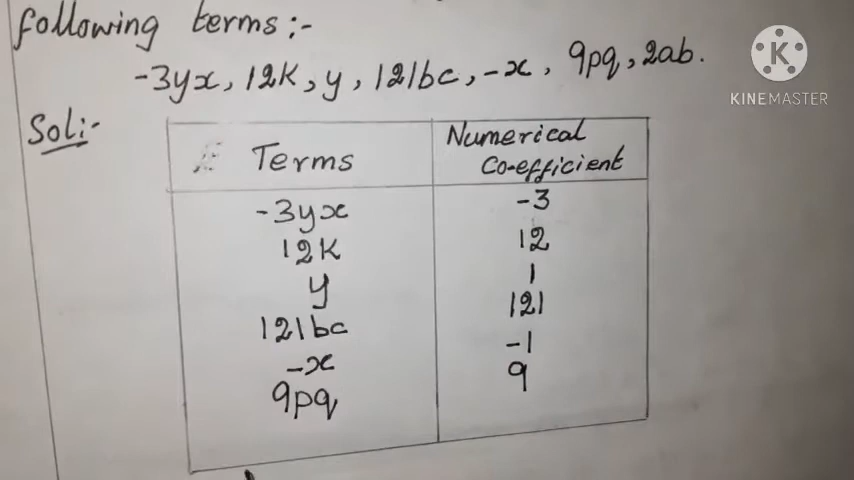 following terms:-
-3yx, 12K, y, 121bc, -x, 9pq, 2ab.
KINEMASTER
Sol:-
Terms
Numerical
Co-efficient
-3yx
-3
12K
12
y
1
121bc
121
-x
-1
9pq
9